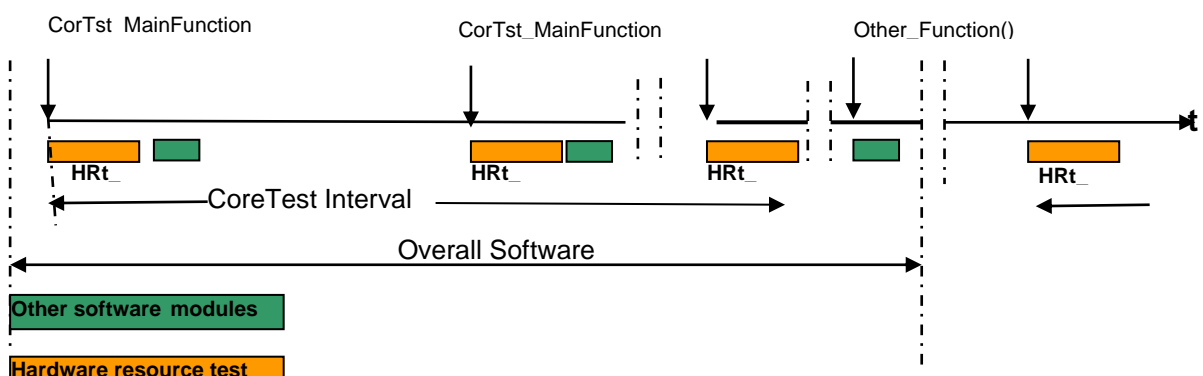 CorTst MainFunction
CorTst_MainFunction
Other_Function()
t
HRt_
HRt_
HRt_
HRt_
CoreTest Interval
Overall Software
Other software modules
Hardware resource test